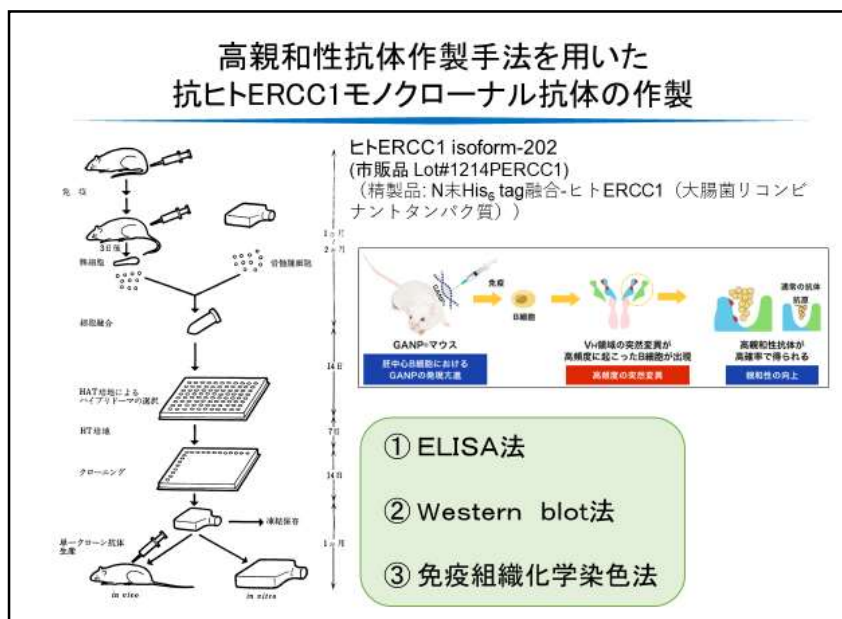 高親和性抗体作製手法を用いた
抗ヒトERCC1モノクローナル抗体の作製
ヒトERCC1 isoform-202
(市販品 Lot#1214PERCC1)
（精製品: N末His₆ tag融合-ヒトERCC1（大腸菌リコンビ
ナントタンパク質））
免 疫
3日後
脾細胞
骨髄腫細胞
細胞融合
HAT培地による
ハイブリドーマの選択
HT培地
クローニング
凍結保存
単一クローン抗体
生産
in vivo
in vitro
1ヵ月
2ヵ月
14日
7日
14日
1ヵ月
GANP
免疫
B細胞
通常の抗体
抗原
GANP®マウス
VH領域の突然変異が
高頻度に起こったB細胞が出現
高親和性抗体が
高確率で得られる
胚中心B細胞における
GANPの発現亢進
高頻度の突然変異
親和性の向上
① ELISA法
② Western blot法
③ 免疫組織化学染色法